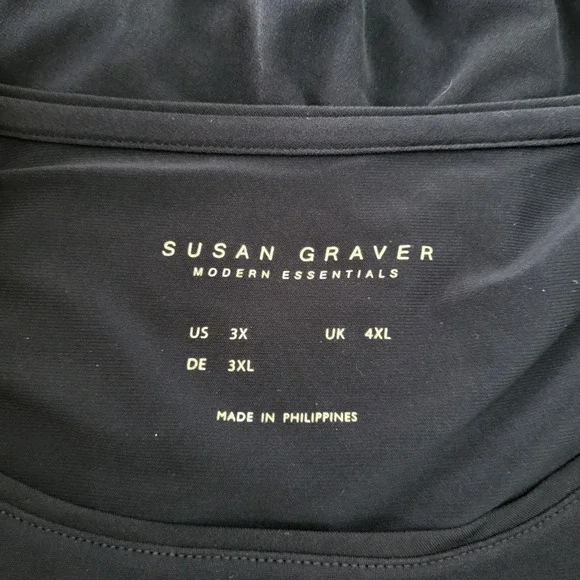 SUSAN GRAVER
MODERN ESSENTIALS
US 3X UK 4XL
DE 3XL
MADE IN PHILIPPINES